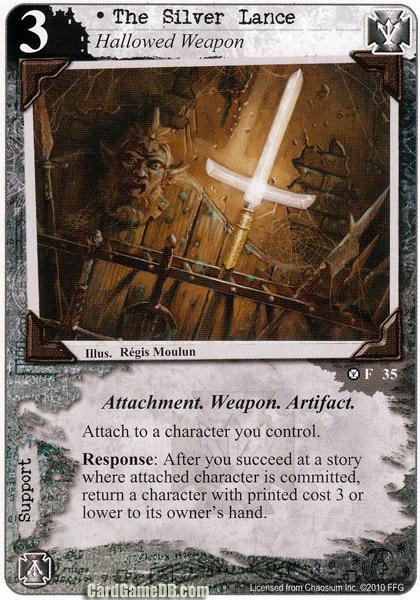 3
• The Silver Lance
Hallowed Weapon
Illus. Régis Moulun
F 35
Attachment. Weapon. Artifact.
Attach to a character you control.
Response: After you succeed at a story
where attached character is committed,
return a character with printed cost 3 or
lower to its owner's hand.
Support
Licensed from Chaosium Inc. ©2010 FFG
CardGameDB.com